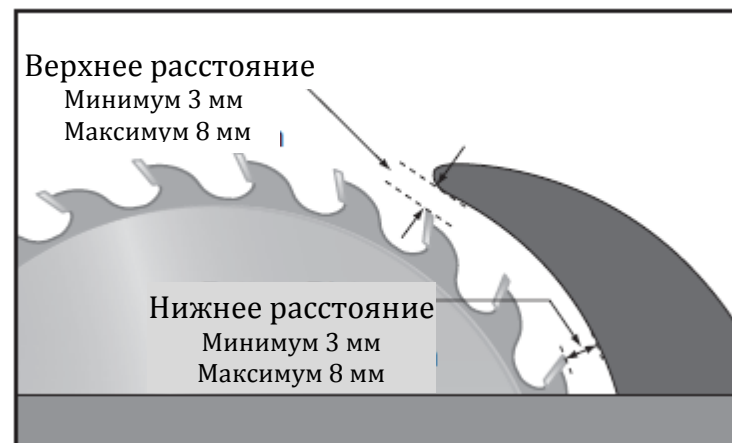 Верхнее расстояние
Минимум 3 мм
Максимум 8 мм
Нижнее расстояние
Минимум 3 мм
Максимум 8 мм